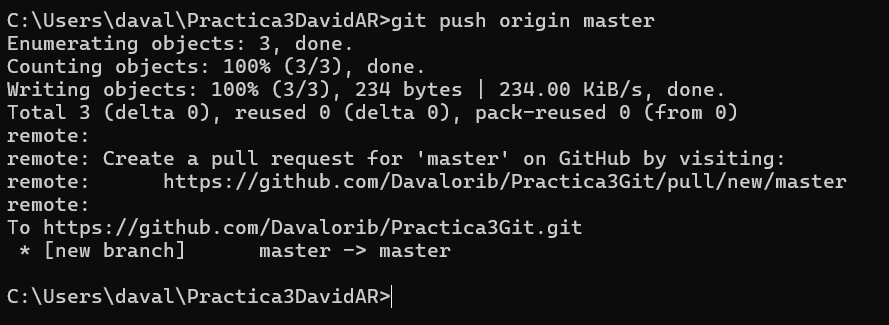 C:\Users\daval\Practica3DavidAR>git push origin master
Enumerating objects: 3, done.
Counting objects: 100% (3/3), done.
Writing objects: 100% (3/3), 234 bytes | 234.00 KiB/s, done.
Total 3 (delta 0), reused 0 (delta 0), pack-reused 0 (from 0)
remote:
remote: Create a pull request for 'master' on GitHub by visiting:
remote:      https://github.com/Davalorib/Practica3Git/pull/new/master
remote:
To https://github.com/Davalorib/Practica3Git.git
 * [new branch]      master -> master
C:\Users\daval\Practica3DavidAR>